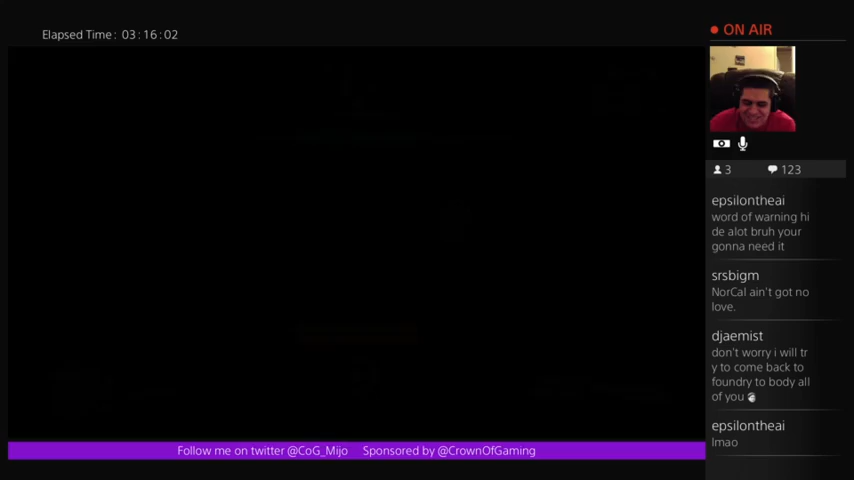 Elapsed Time: 03:16:02
ON AIR
3 123
epsilontheai
word of warning hi
de alot bruh your
gonna need it
srsbigm
NorCal ain't got no
love.
djaemist
don't worry i will tr
y to come back to
foundry to body all
of you
epsilontheai
lmao
Follow me on twitter @CoG_Mijo Sponsored by @CrownOfGaming